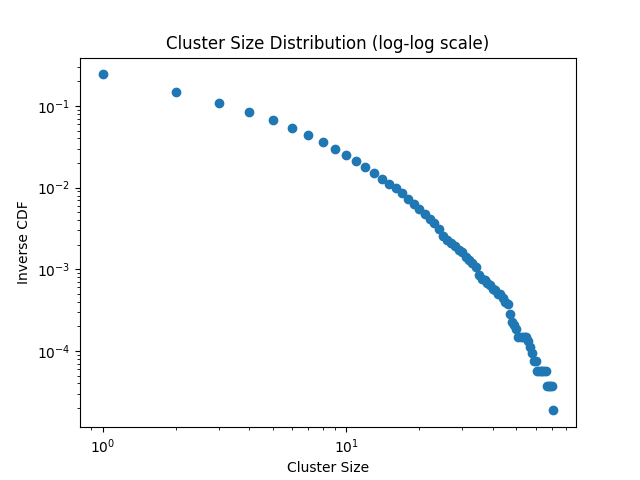 Cluster Size Distribution (log-log scale)
Inverse CDF
10⁻¹
10⁻²
10⁻³
10⁻⁴
10⁰ 10¹
Cluster Size